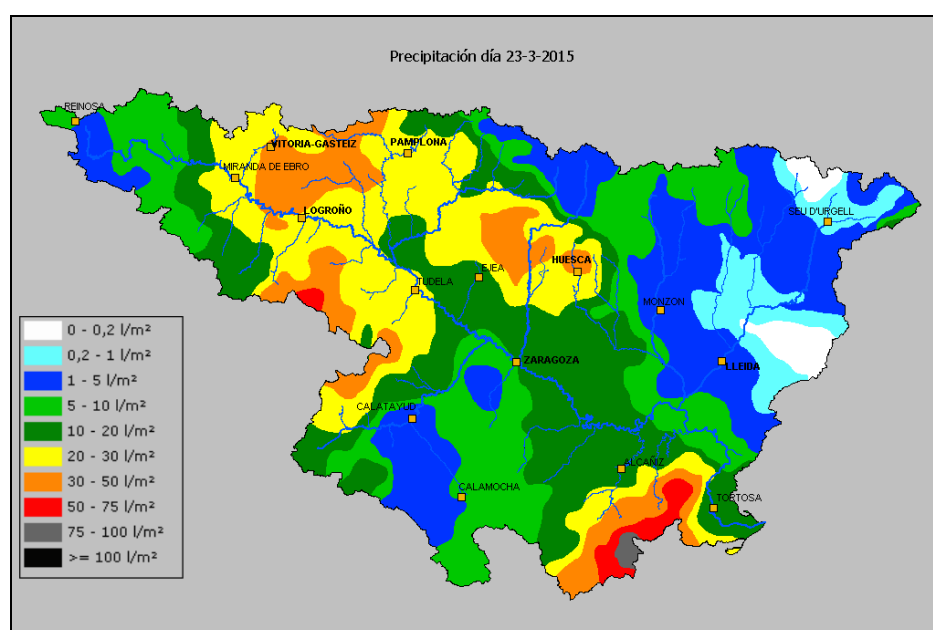 Precipitación día 23-3-2015
REINOSA
VITORIA-GASTEIZ
PAMPLONA
MIRANDA DE EBRO
LOGROÑO
SEU D'URGELL
HUESCA
EJEA
TUDELA
MONZON
ZARAGOZA
LLEIDA
CALATAYUD
ALCAÑIZ
CALAMOCHA
TORTOSA
0 - 0,2 l/m²
0,2 - 1 l/m²
1 - 5 l/m²
5 - 10 l/m²
10 - 20 l/m²
20 - 30 l/m²
30 - 50 l/m²
50 - 75 l/m²
75 - 100 l/m²
>= 100 l/m²